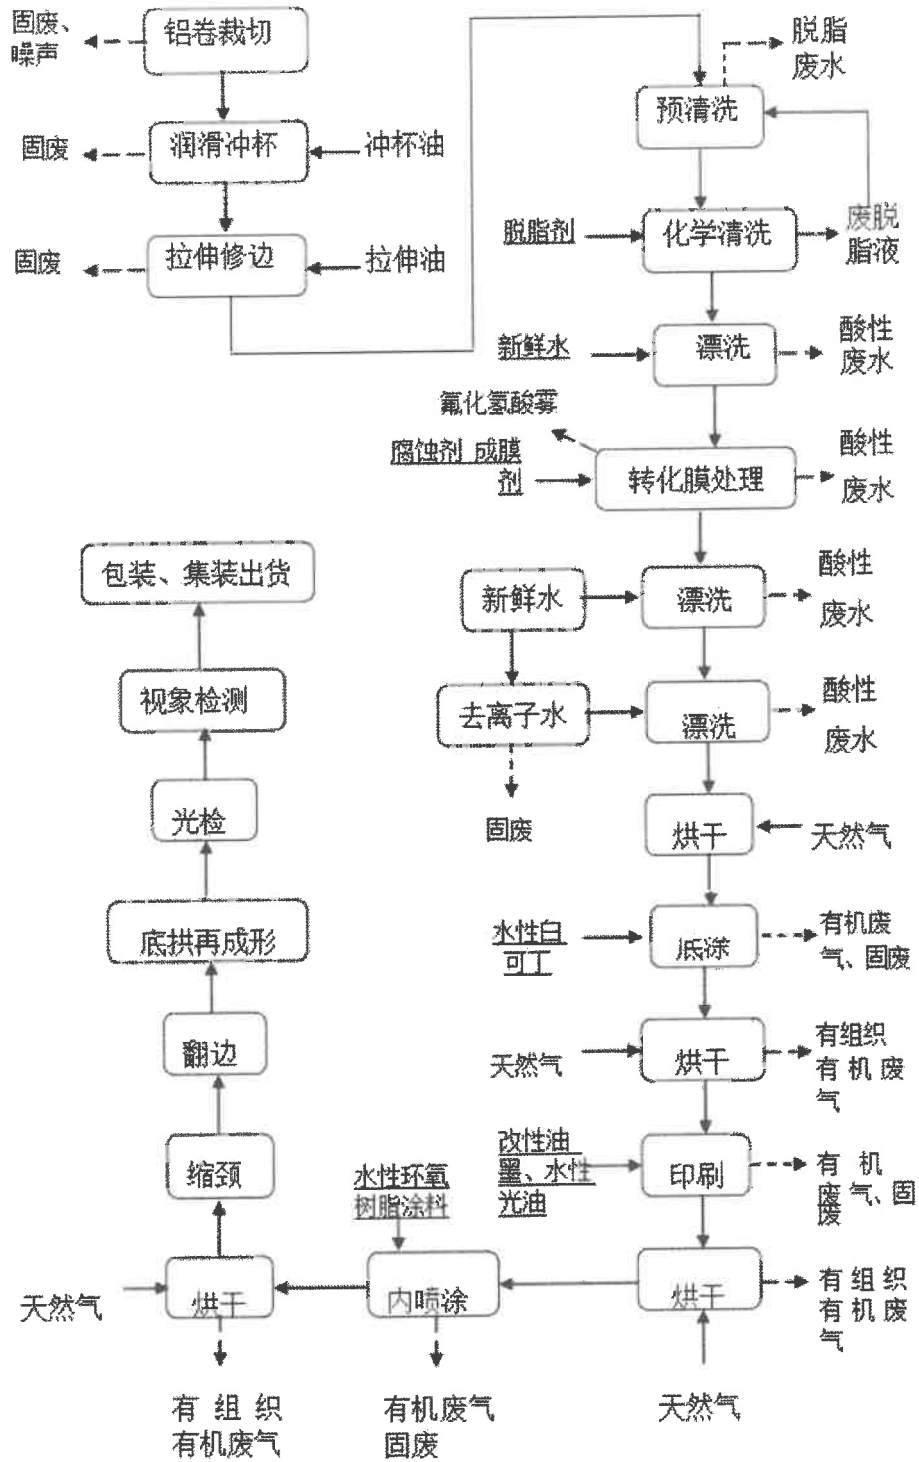 固废、
噪声
铝卷裁切
固废
润滑冲杯
冲杯油
固废
拉伸修边
拉伸油
脱脂
废水
预清洗
脱脂剂
化学清洗
废脱
脂液
新鲜水
漂洗
酸性
废水
氟化氢酸雾
腐蚀剂 成膜
剂
转化膜处理
酸性
废水
新鲜水
漂洗
酸性
废水
去离子水
漂洗
酸性
废水
固废
烘干
天然气
水性白
可丁
底涂
有机废
气、固废
天然气
烘干
有组织
有机废
气
改性油
墨、水性
光油
印刷
有机
废气、固
废
烘干
有组织
有机废
气
天然气
水性环氧
树脂涂料
内喷涂
有机废气
固废
天然气
烘干
有组织
有机废气
缩颈
翻边
底拱再成形
光检
视象检测
包装、集装出货